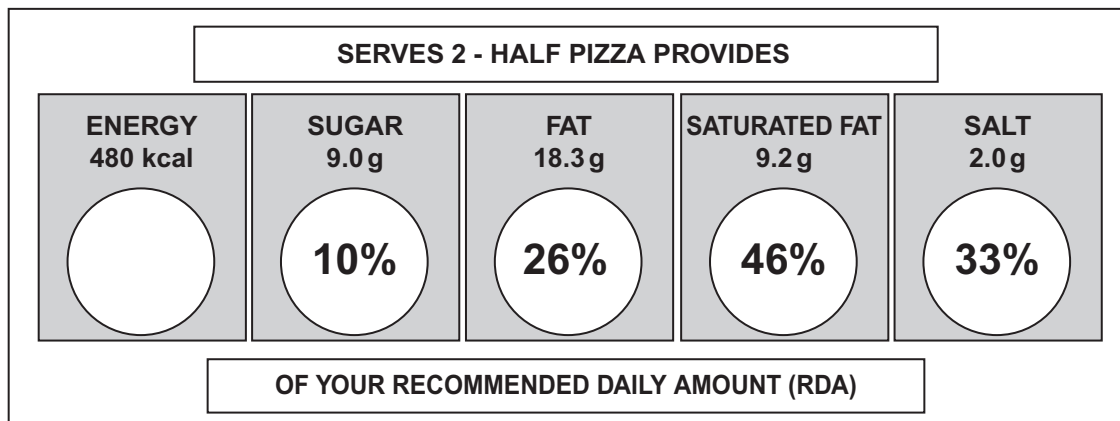 SERVES 2 - HALF PIZZA PROVIDES
ENERGY
480 kcal
SUGAR
9.0 g
10%
FAT
18.3 g
26%
SATURATED FAT
9.2 g
46%
SALT
2.0 g
33%
OF YOUR RECOMMENDED DAILY AMOUNT (RDA)